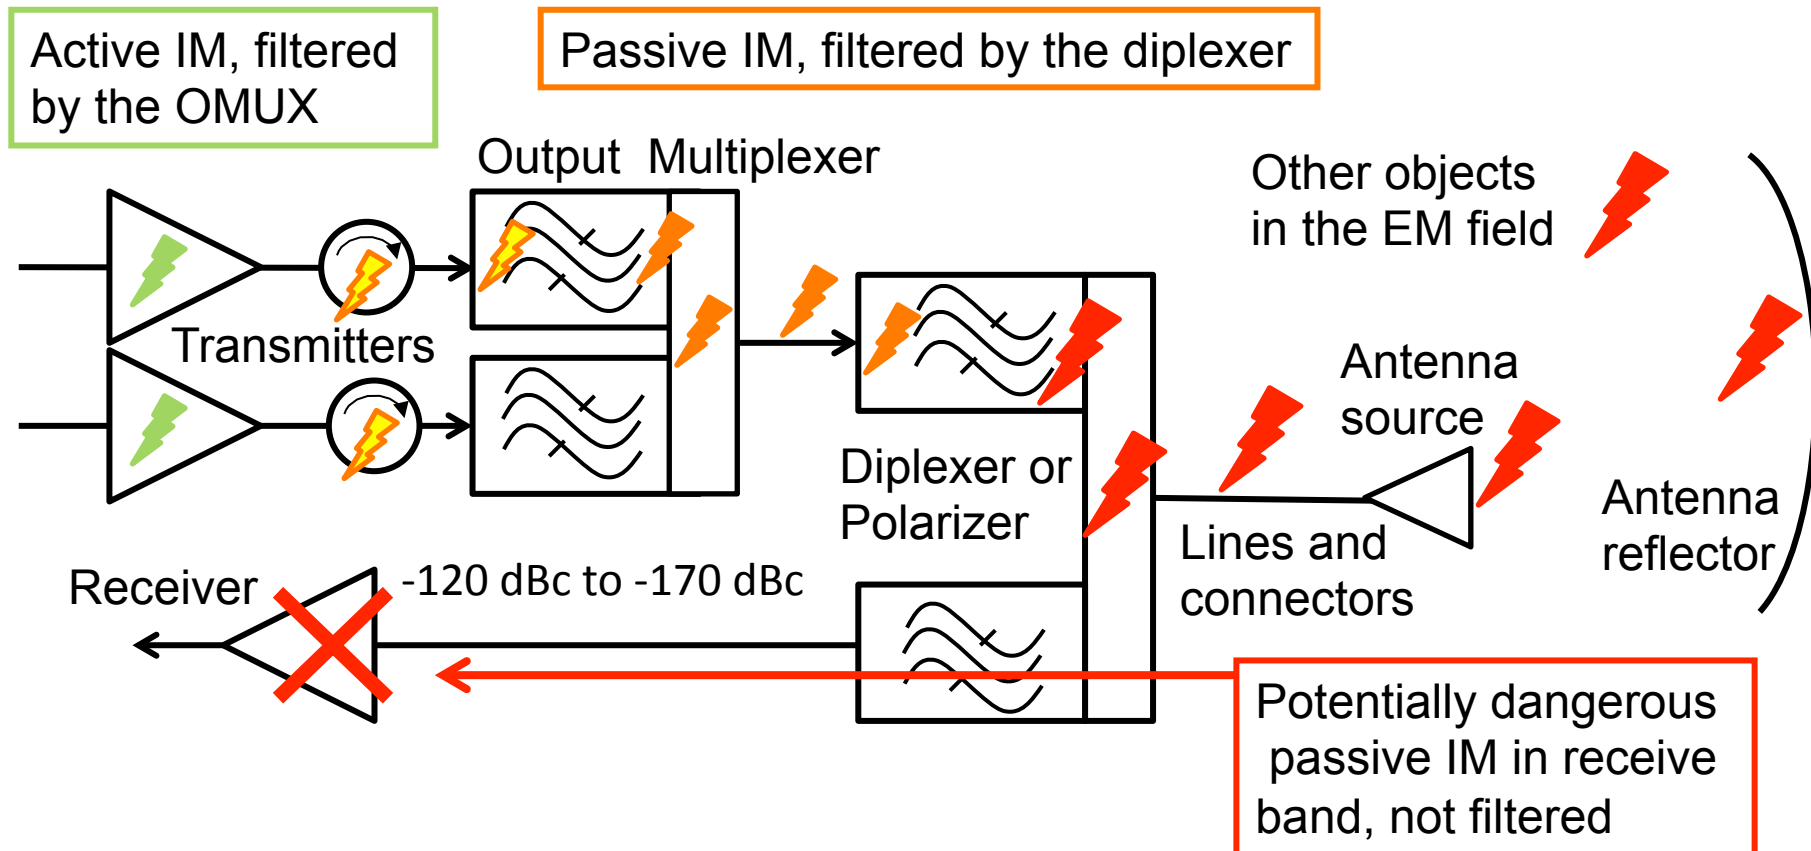 Active IM, filtered
by the OMUX
Passive IM, filtered by the diplexer
Output Multiplexer
Other objects
in the EM field
Transmitters
Antenna
source
Diplexer or
Polarizer
Antenna
reflector
Lines and
connectors
Receiver
-120 dBc to -170 dBc
Potentially dangerous
passive IM in receive
band, not filtered